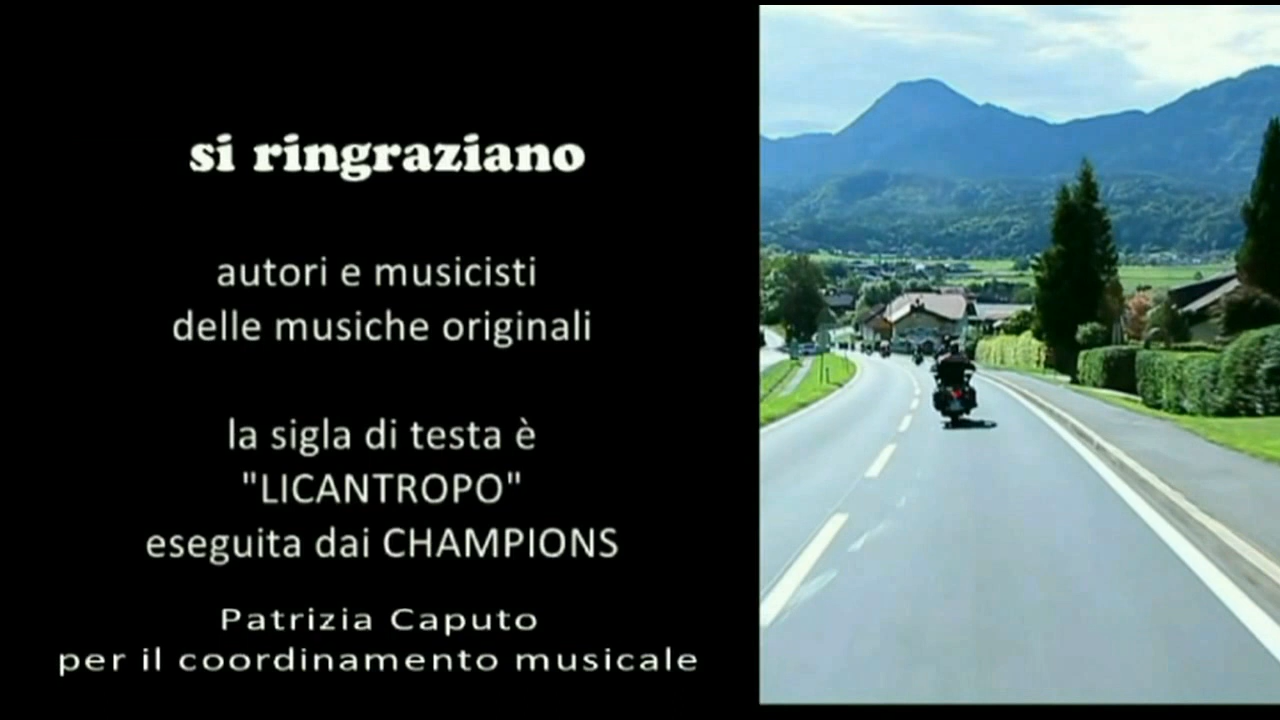 si ringraziano
autori e musicisti
delle musiche originali
la sigla di testa è
"LICANTROPO"
eseguita dai CHAMPIONS
Patrizia Caputo
per il coordinamento musicale